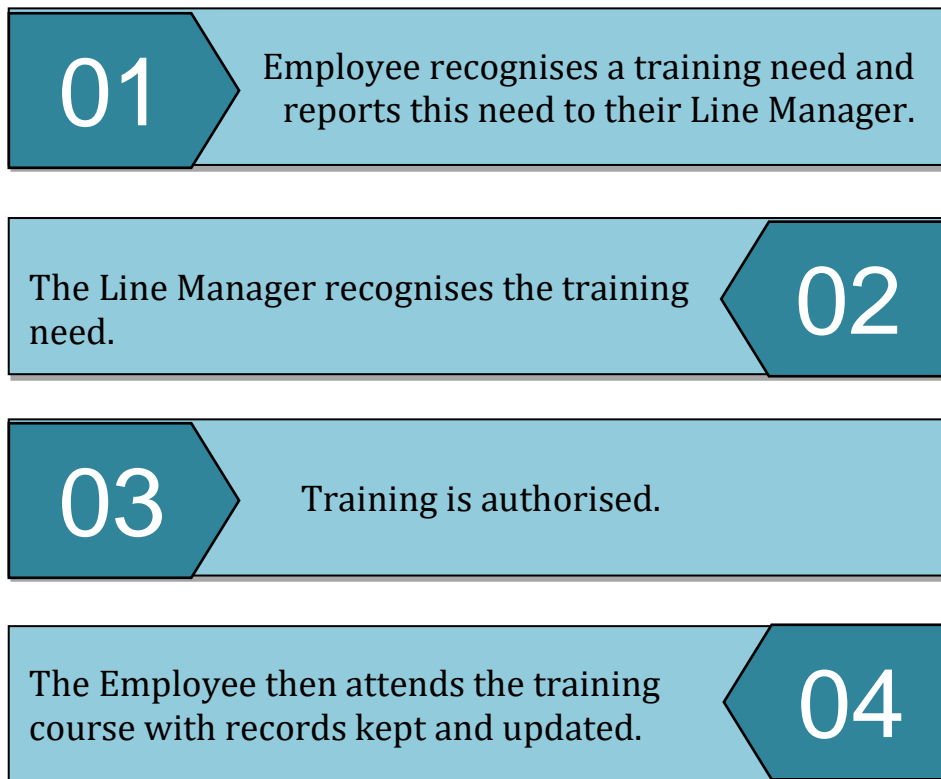 01
Employee recognises a training need and
reports this need to their Line Manager.
The Line Manager recognises the training
need.
02
03
Training is authorised.
The Employee then attends the training
course with records kept and updated.
04